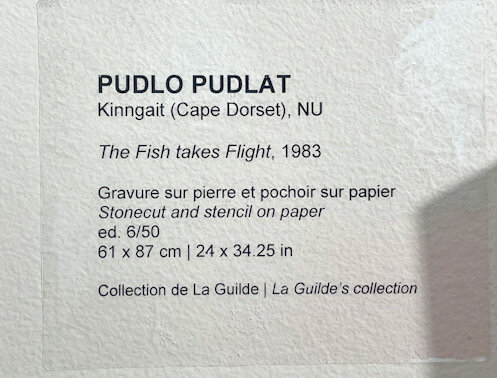 PUDLO PUDLAT
Kinngait (Cape Dorset), NU
The Fish takes Flight, 1983
Gravure sur pierre et pochoir sur papier
Stonecut and stencil on paper
ed. 6/50
61 x 87 cm | 24 x 34.25 in
Collection de La Guilde | La Guilde's collection